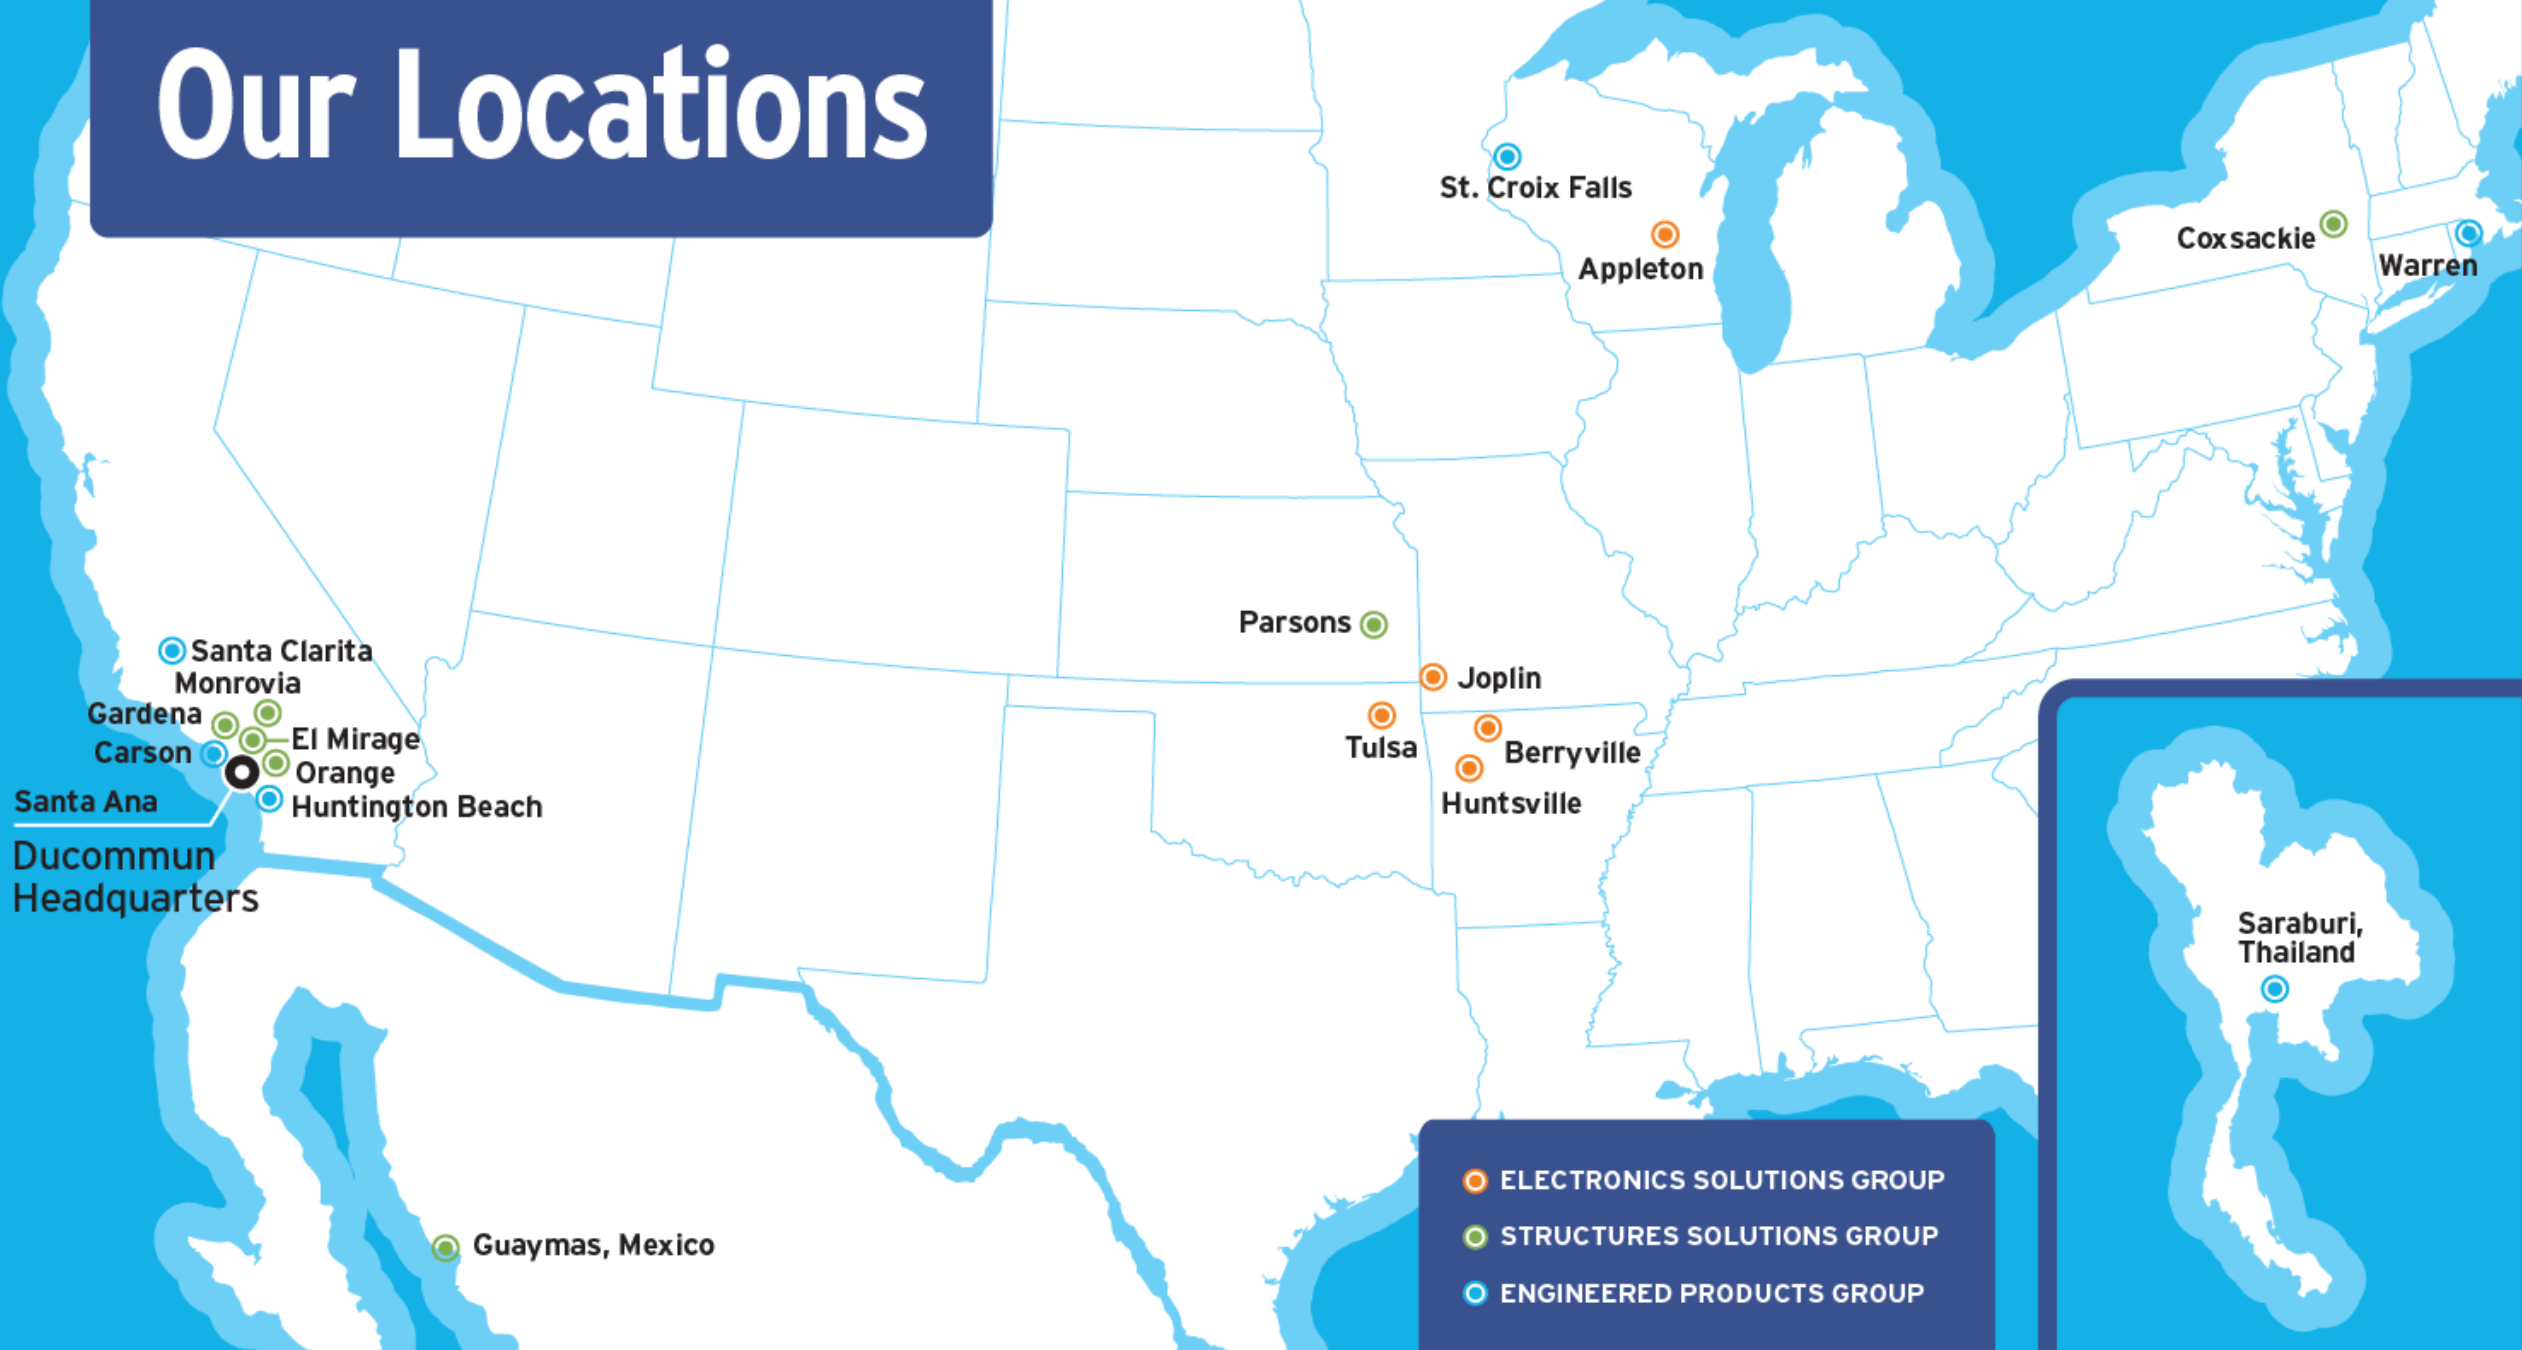 Our Locations
St. Croix Falls
Appleton
Coxsackie
Warren
Parsons
Joplin
Tulsa
Berryville
Huntsville
Santa Clarita
Monrovia
Gardena
El Mirage
Carson
Orange
Santa Ana
Huntington Beach
Ducommun
Headquarters
Guaymas, Mexico
Saraburi,
Thailand
ELECTRONICS SOLUTIONS GROUP
STRUCTURES SOLUTIONS GROUP
ENGINEERED PRODUCTS GROUP